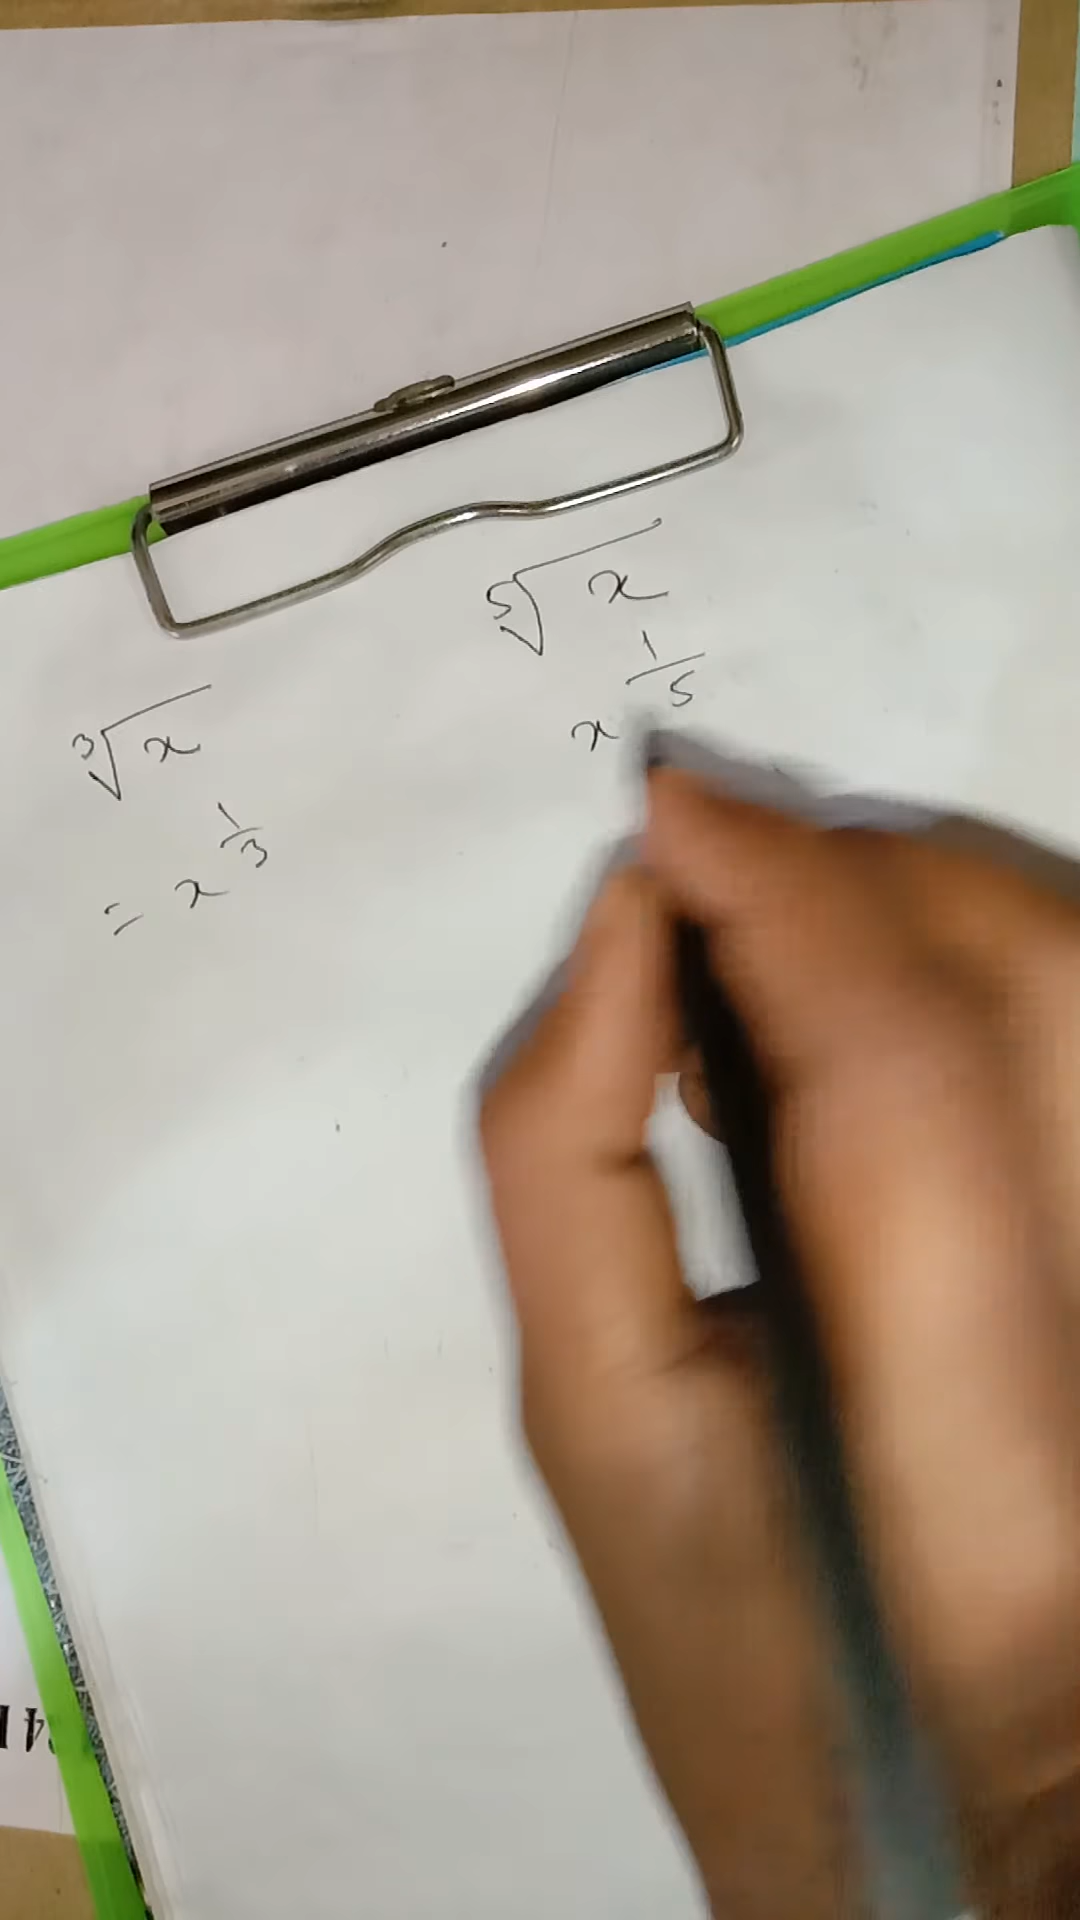 ∛x
= x^(1/3)
⁵√x
x^(1/5)